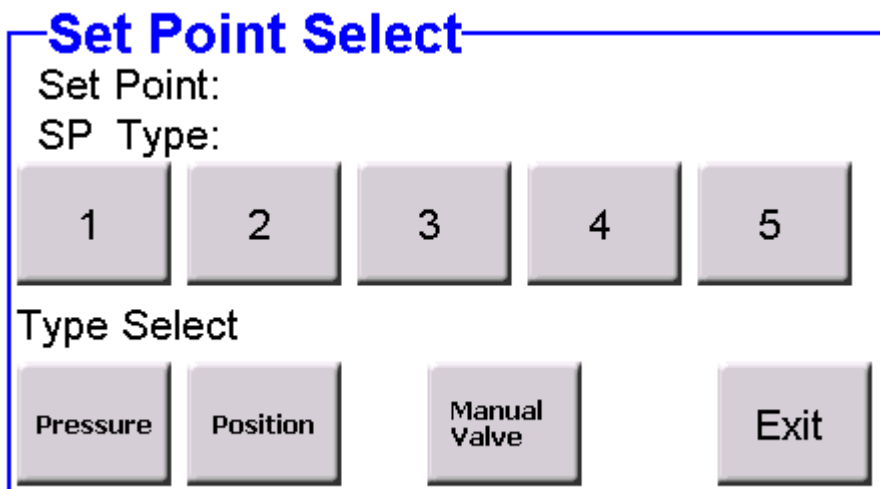 Set Point Select
Set Point:
SP Type:
1 2 3 4 5
Type Select
Pressure Position Manual Valve Exit